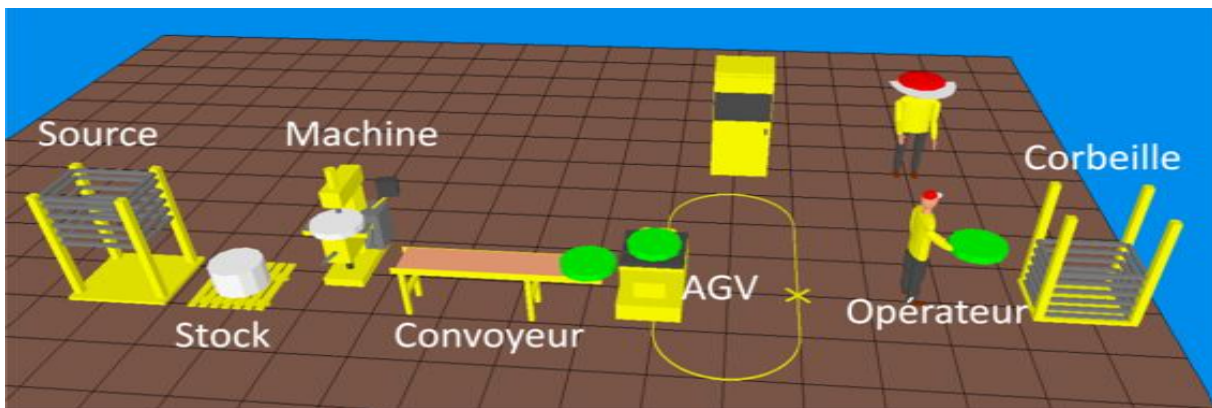 Source
Machine
Corbeille
Stock
Convoyeur
AGV
Opérateur